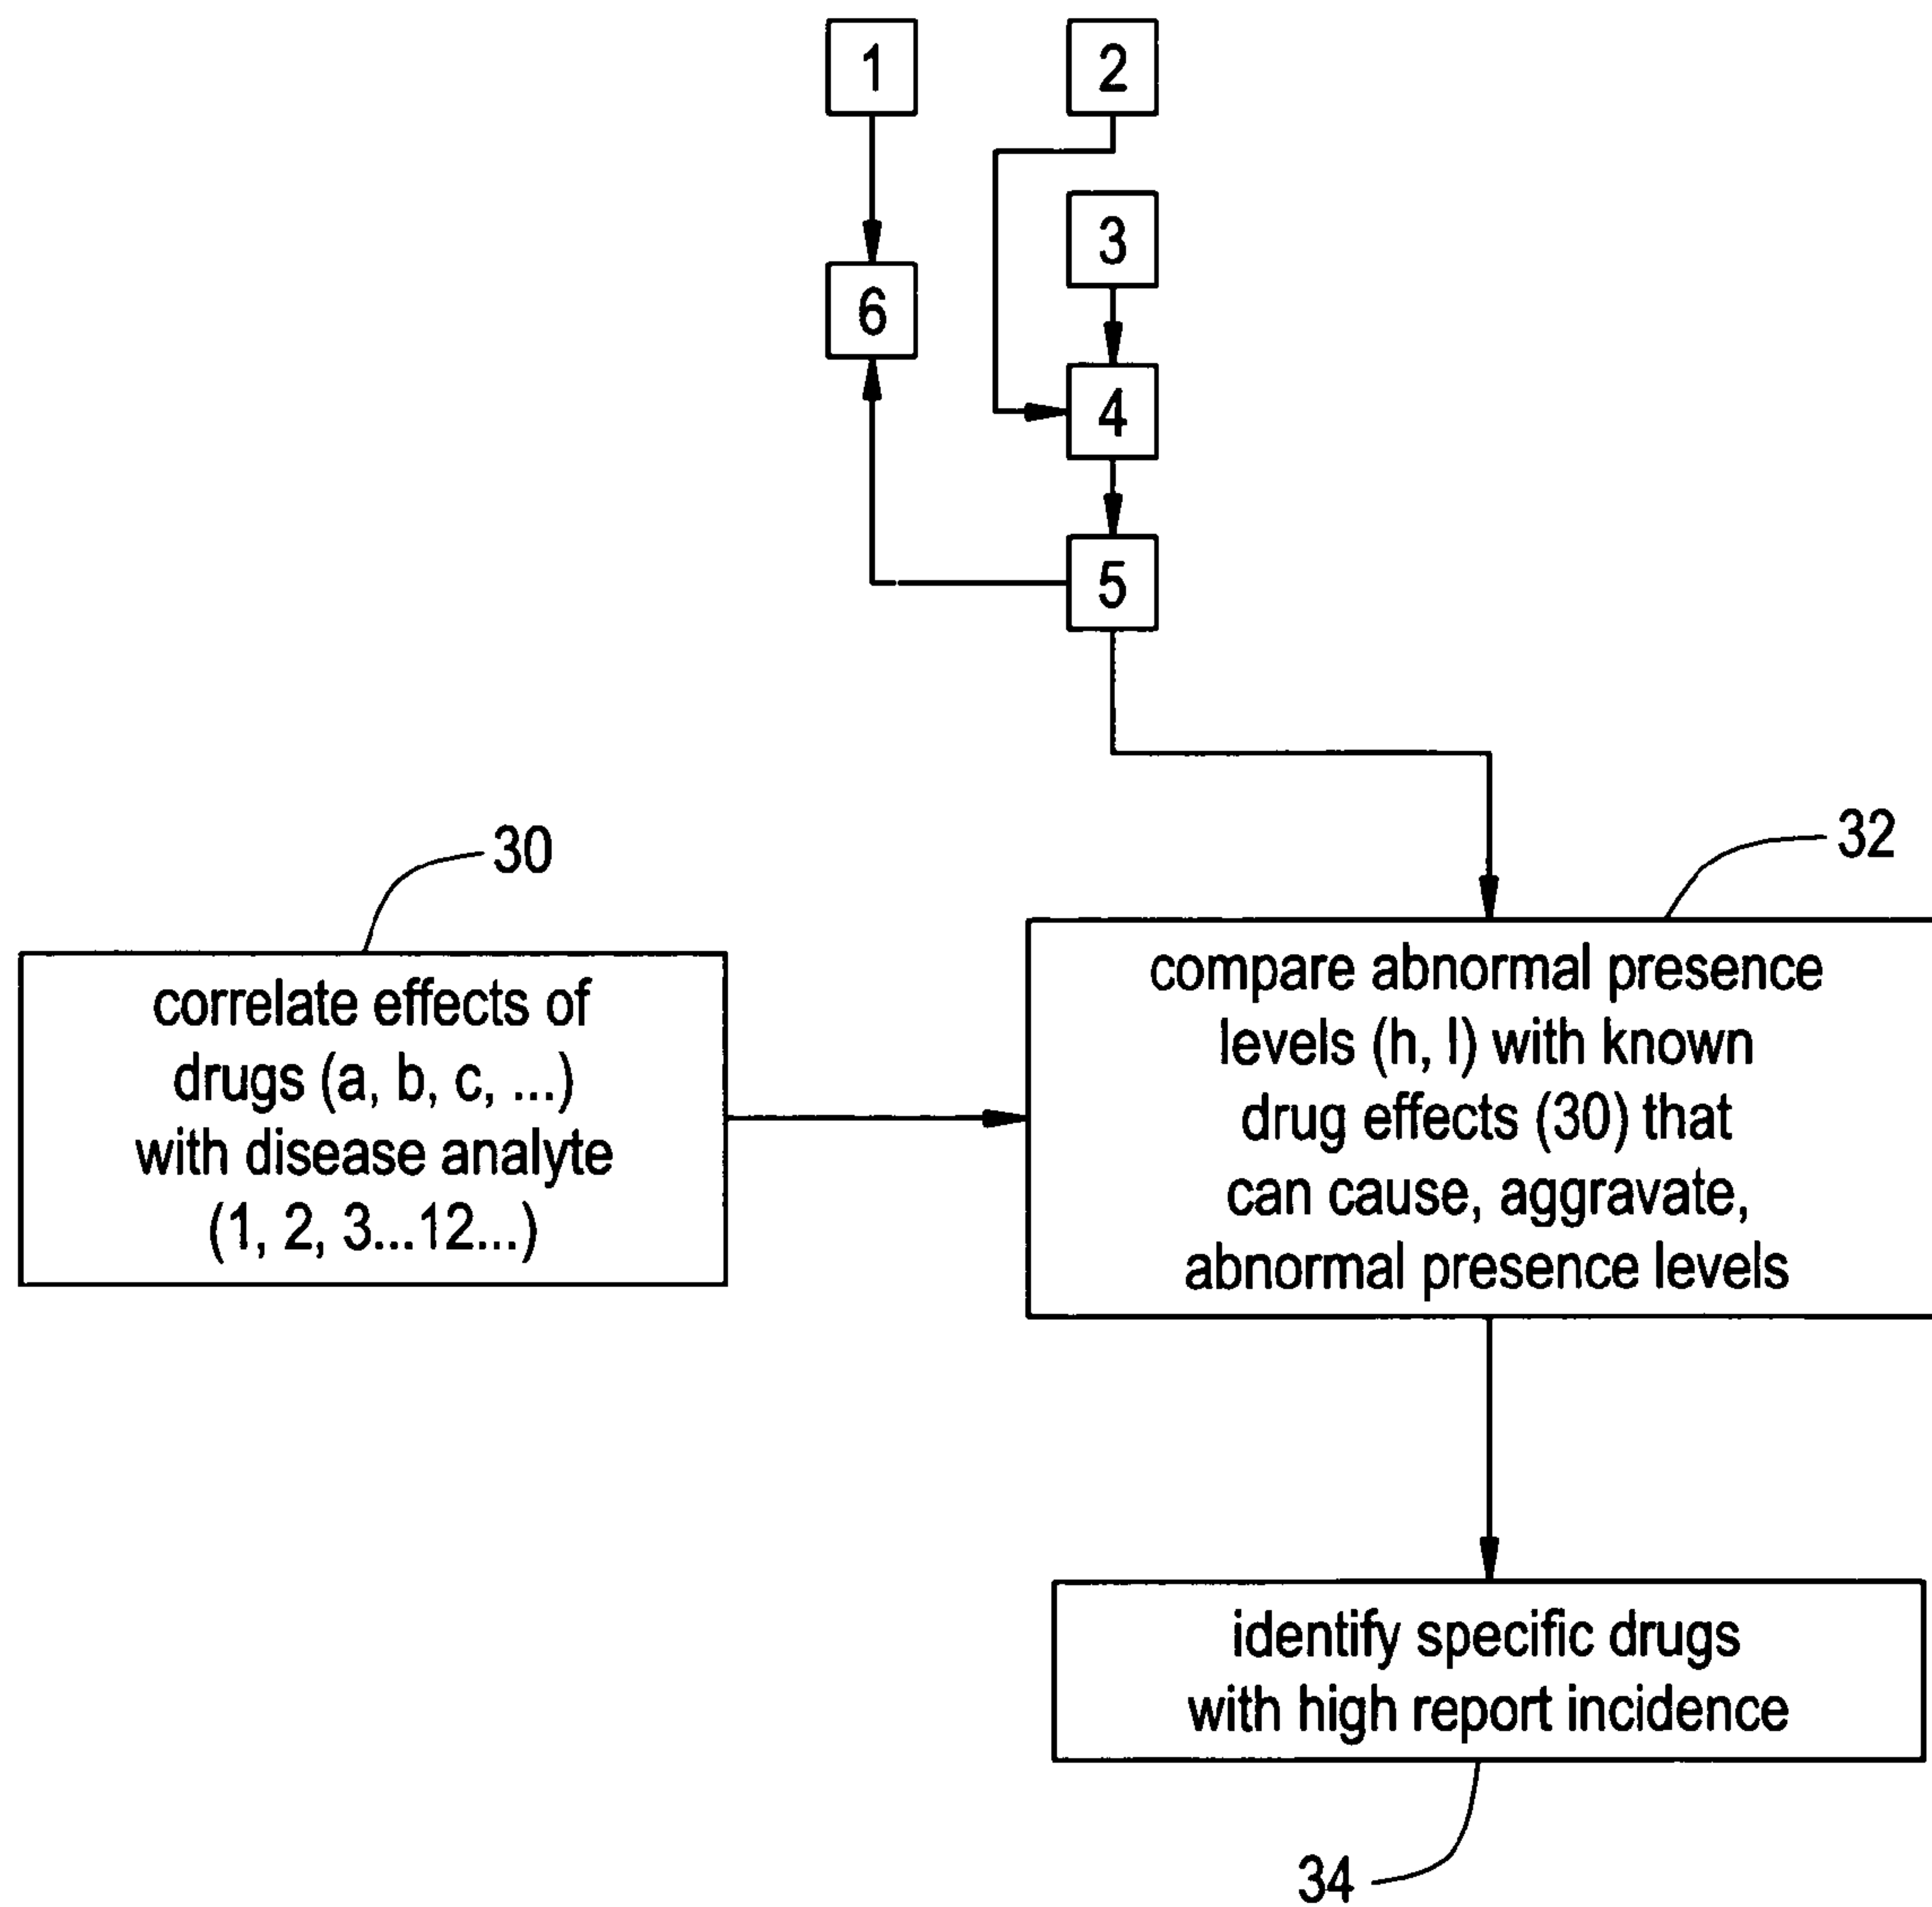 1
2
3
6
4
5
30
32
correlate effects of
drugs (a, b, c, ...)
with disease analyte
(1, 2, 3...12...)
compare abnormal presence
levels (h, l) with known
drug effects (30) that
can cause, aggravate,
abnormal presence levels
identify specific drugs
with high report incidence
34